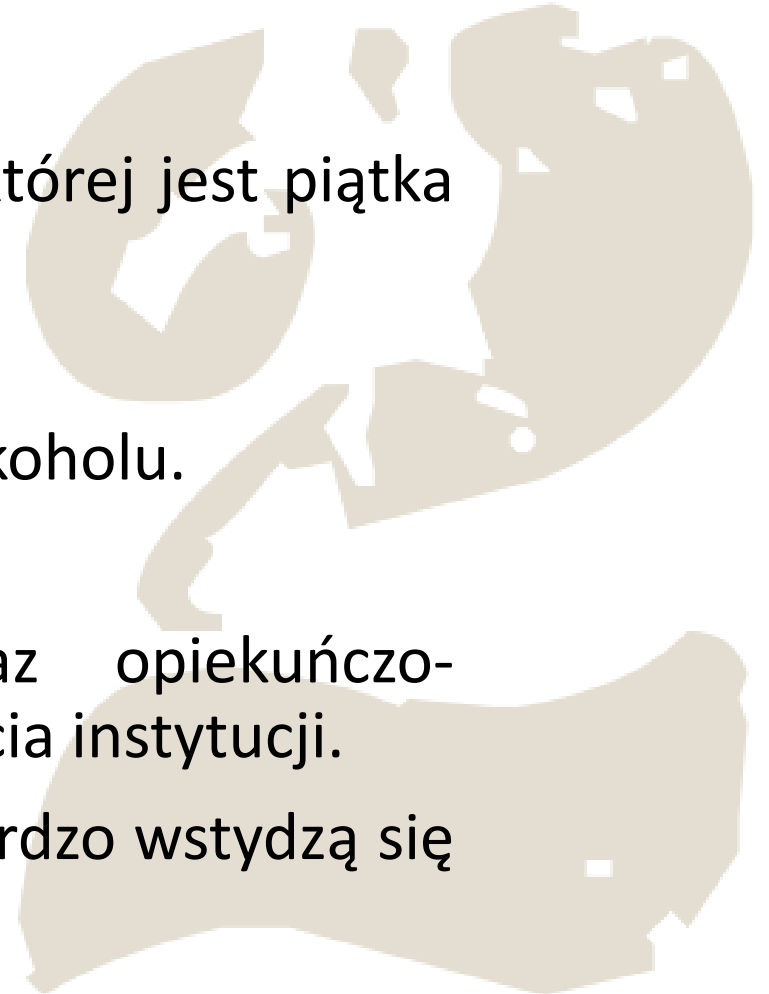 tórej jest piątka
koholu.
az opiekuńczo-
cia instytucji.
rdzo wstydzą się